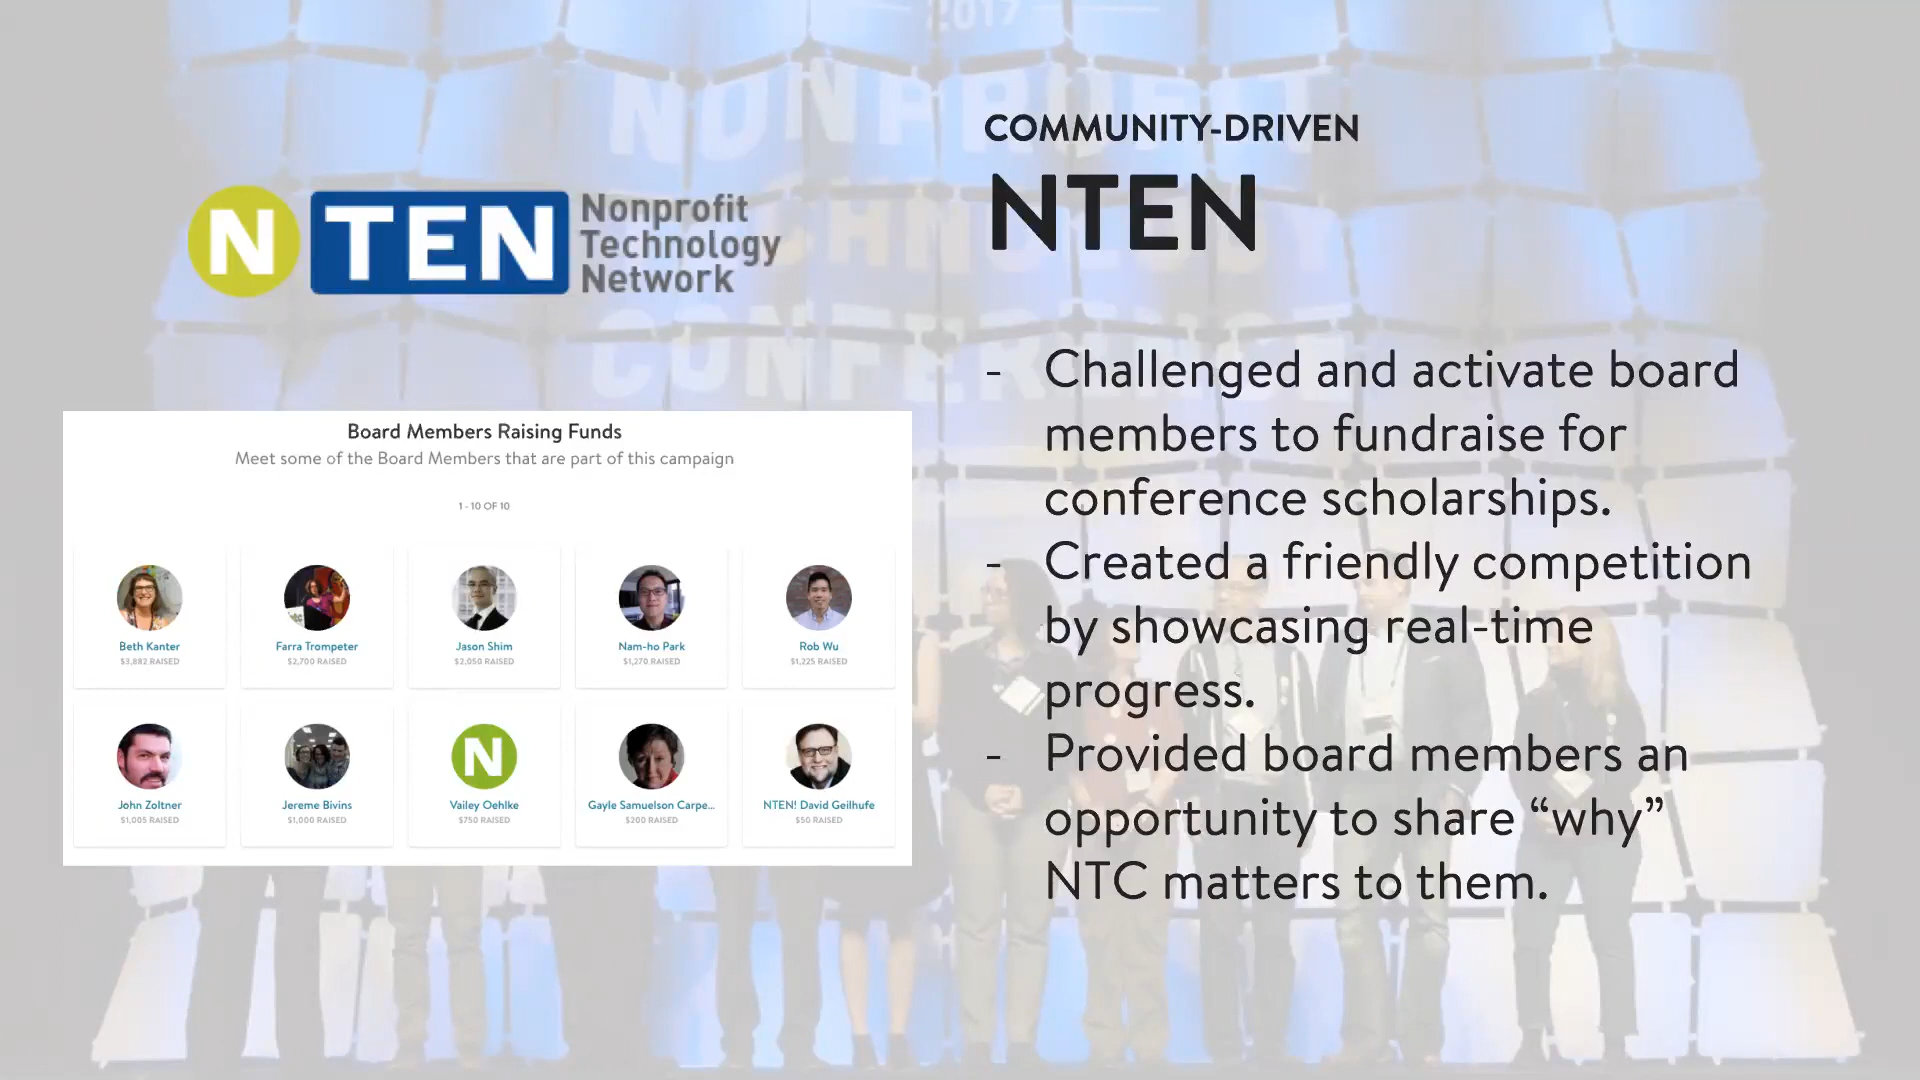 2017
NONPROFIT
TECHNOLOGY
CONFERENCE
N TEN Nonprofit
Technology
Network
Board Members Raising Funds
Meet some of the Board Members that are part of this campaign
1 - 10 OF 10
Beth Kanter
$3,882 RAISED
Farra Trompeter
$2,700 RAISED
Jason Shim
$2,050 RAISED
Nam-ho Park
$1,270 RAISED
Rob Wu
$1,225 RAISED
John Zoltner
$1,005 RAISED
Jereme Bivins
$1,000 RAISED
N
Vailey Oehlke
$750 RAISED
Gayle Samuelson Carpe...
$200 RAISED
NTEN! David Geilhufe
$50 RAISED
COMMUNITY-DRIVEN
NTEN
- Challenged and activate board
members to fundraise for
conference scholarships.
- Created a friendly competition
by showcasing real-time
progress.
- Provided board members an
opportunity to share “why”
NTC matters to them.